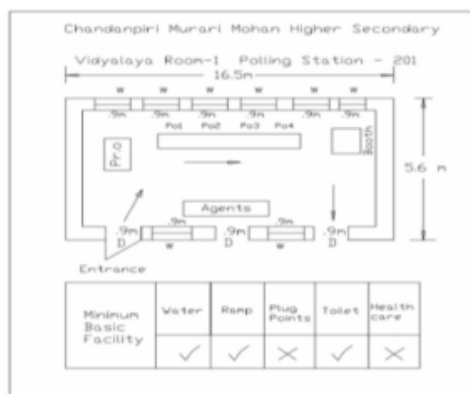 Chandanpiri Murari Mohan Higher Secondary
Vidyalaya Room-1 Polling Station - 201
16.5m
W W W W W W
.9m .9m .9m .9m .9m .9m
Po1 Po2 Po3 Po4
Pr.o
Booth
5.6 m
Agents
.9m .9m
.9m .9m .9m
D W D W D
Entrance
Minimum Basic Facility
Water Ramp Plug Points Toilet Health care
✓ ✓ ✗ ✓ ✗